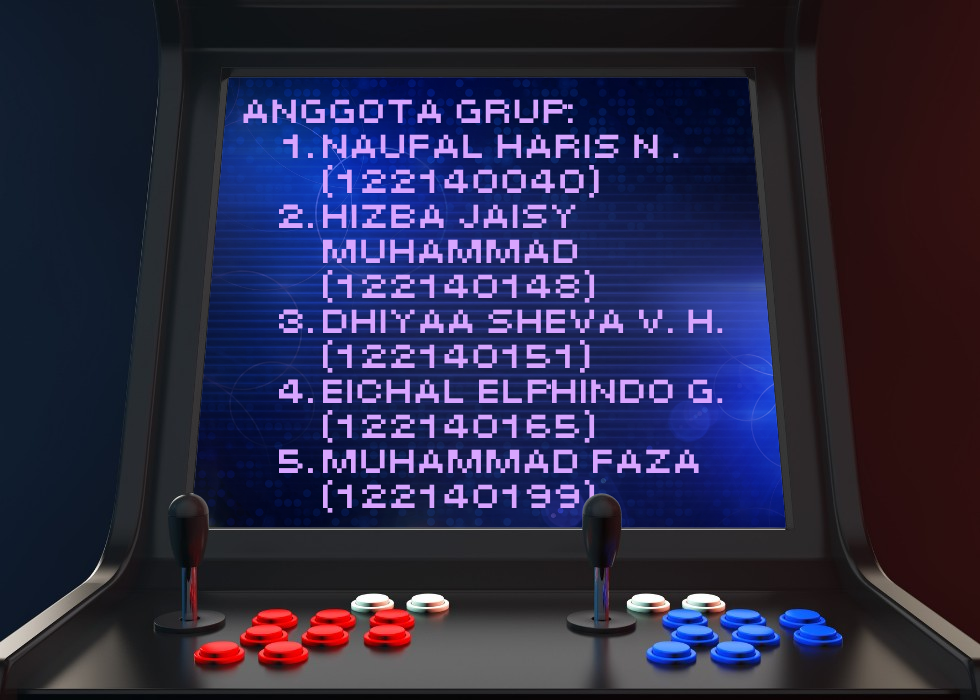 ANGGOTA GRUP:
1. NAUFAL HARIS N .
(122140040)
2. HIZBA JAISY
MUHAMMAD
(122140148)
3. DHIYAA SHEVA V. H.
(122140151)
4. EICHAL ELPHINDO G.
(122140165)
5. MUHAMMAD FAZA
(122140199)